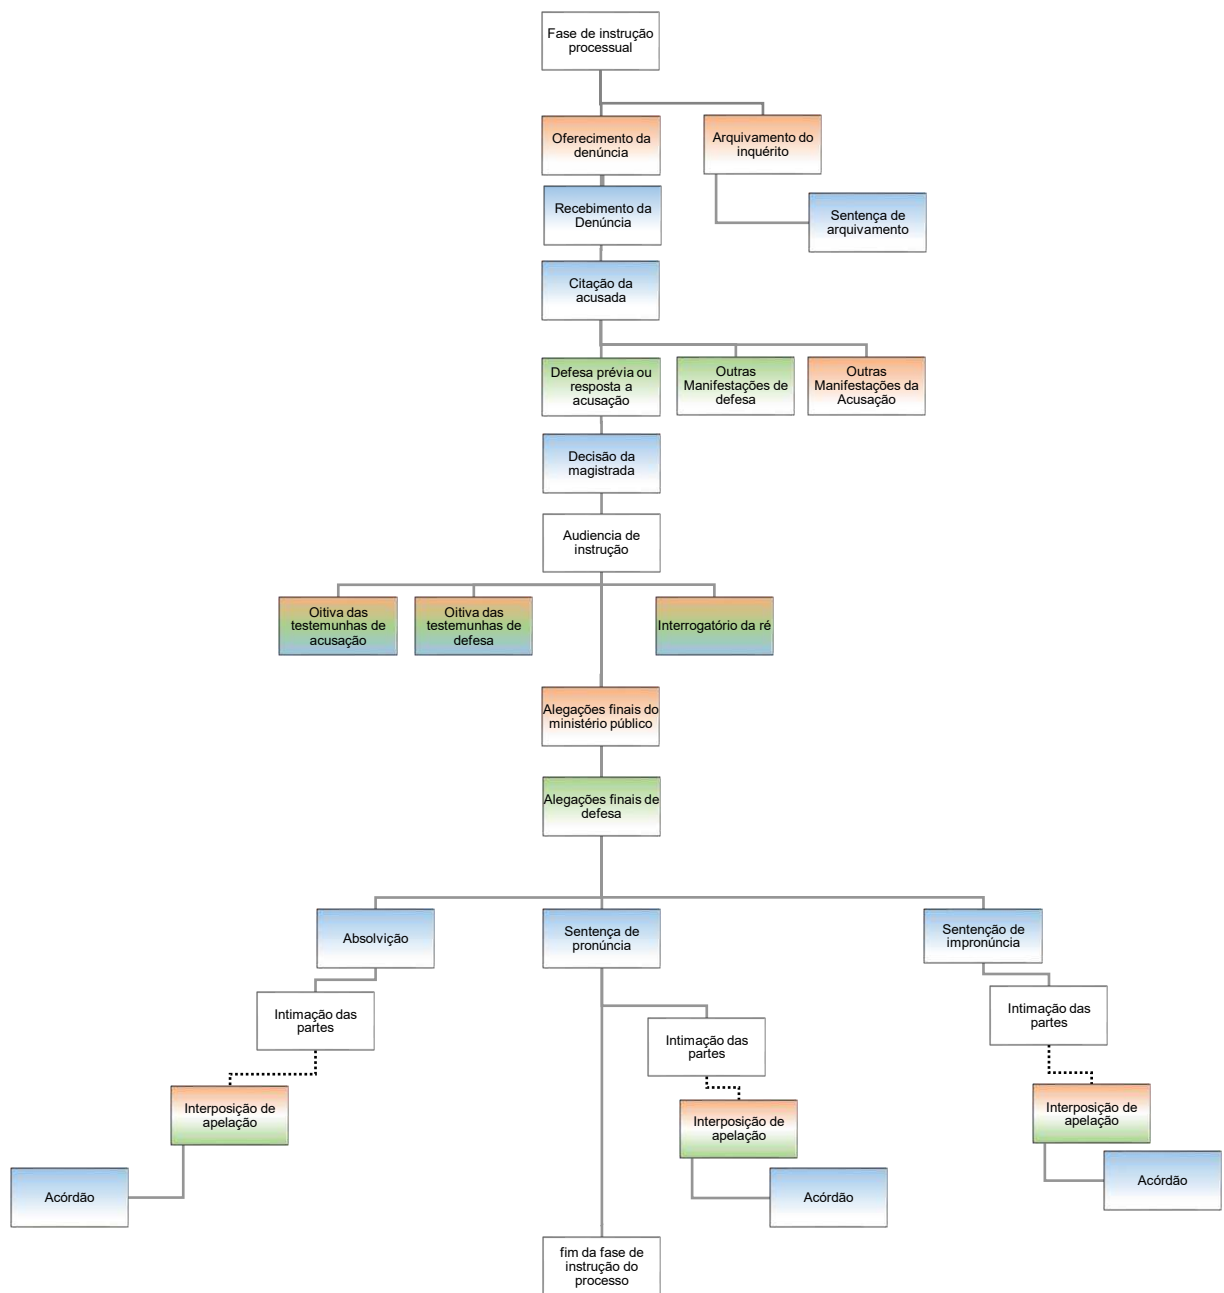 Fase de instrução
processual
Oferecimento da
denúncia
Arquivamento do
inquérito
Recebimento da
Denúncia
Sentença de
arquivamento
Citação da
acusada
Defesa prévia ou
resposta a
acusação
Outras
Manifestações de
defesa
Outras
Manifestações da
Acusação
Decisão da
magistrada
Audiencia de
instrução
Oitiva das
testemunhas de
acusação
Oitiva das
testemunhas de
defesa
Interrogatório da ré
Alegações finais do
ministério público
Alegações finais de
defesa
Absolvição
Sentença de
pronúncia
Sentenção de
impronúncia
Intimação das
partes
Intimação das
partes
Intimação das
partes
Interposição de
apelação
Interposição de
apelação
Interposição de
apelação
Acórdão
Acórdão
Acórdão
fim da fase de
instrução do
processo